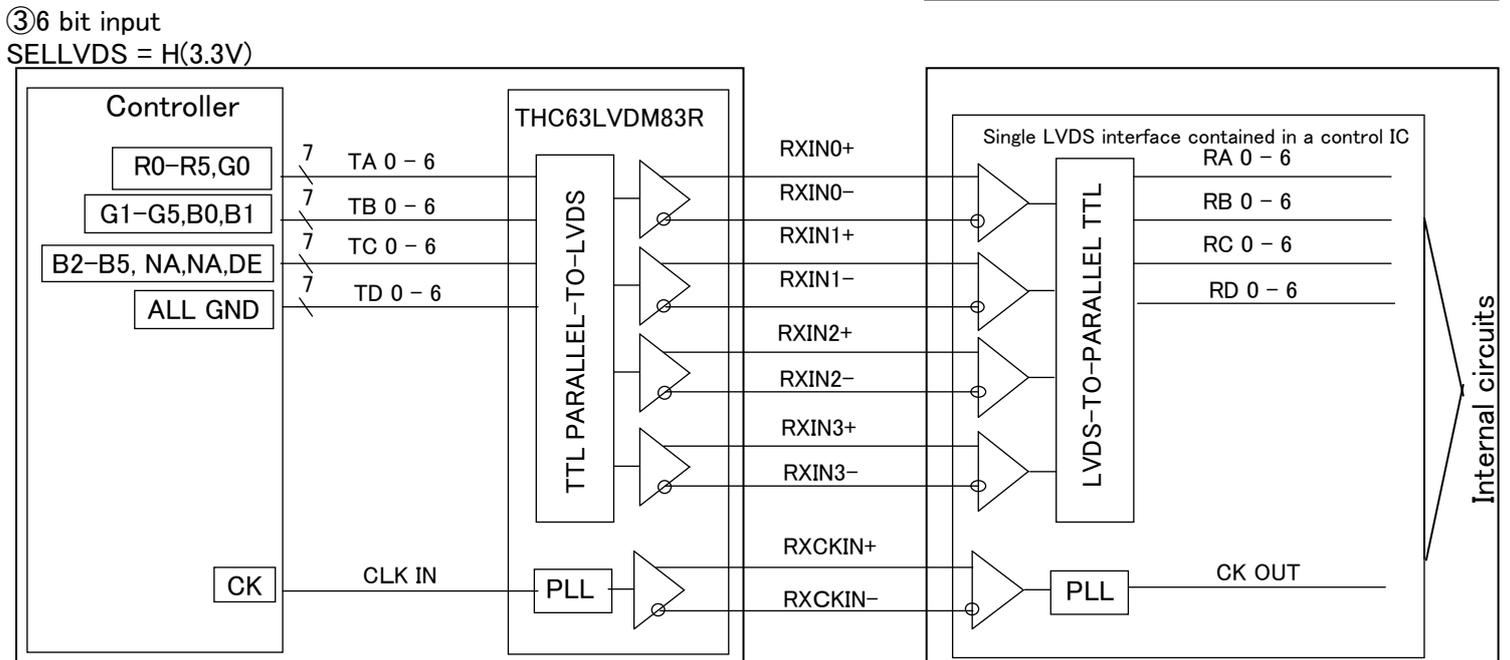 ③6 bit input
SELLVDS = H(3.3V)
Controller
THC63LVDM83R
Single LVDS interface contained in a control IC
R0-R5,G0
7
TA 0 - 6
RXIN0+
RA 0 - 6
G1-G5,B0,B1
7
TB 0 - 6
RXIN0-
RB 0 - 6
B2-B5, NA,NA,DE
7
TC 0 - 6
RXIN1+
RC 0 - 6
ALL GND
7
TD 0 - 6
RXIN1-
RD 0 - 6
TTL PARALLEL-TO-LVDS
LVDS-TO-PARALLEL TTL
RXIN2+
RXIN2-
RXIN3+
RXIN3-
Internal circuits
CK
CLK IN
PLL
RXCKIN+
RXCKIN-
PLL
CK OUT